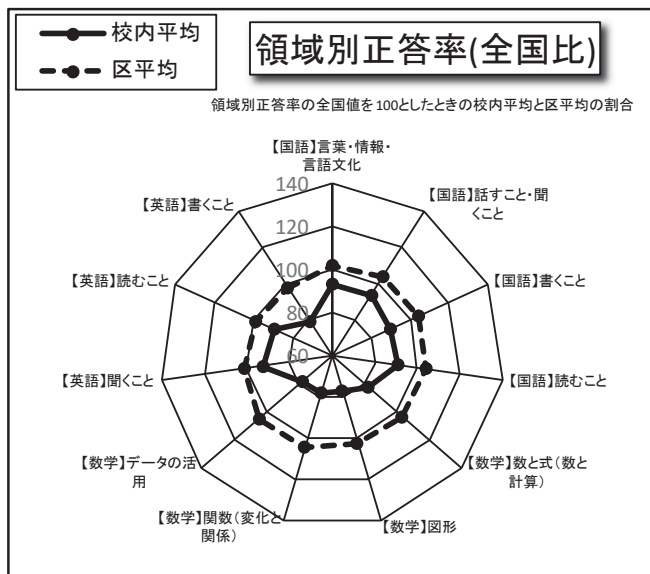 校内平均
区平均
領域別正答率(全国比)
領域別正答率の全国値を100としたときの校内平均と区平均の割合
【国語】言葉・情報・
言語文化
【国語】話すこと・聞
くこと
【国語】書くこと
【国語】読むこと
【数学】数と式(数と
計算)
【数学】図形
【数学】関数(変化と
関係)
【数学】データの活
用
【英語】聞くこと
【英語】読むこと
【英語】書くこと
140
120
100
80
60